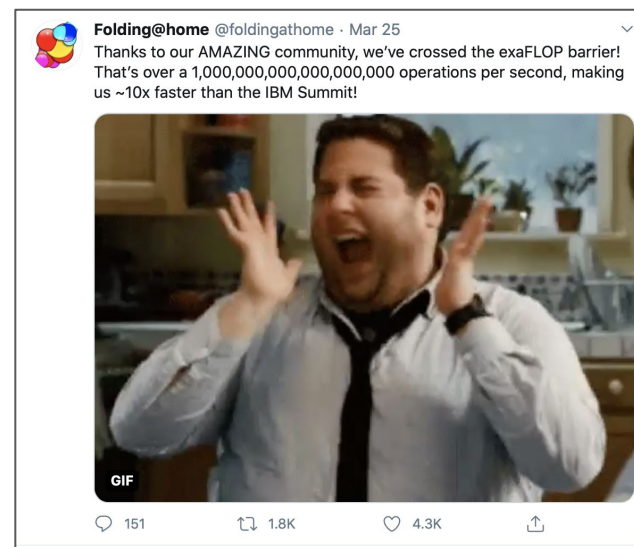 Folding@home @foldingathome · Mar 25
Thanks to our AMAZING community, we've crossed the exaFLOP barrier!
That's over a 1,000,000,000,000,000,000 operations per second, making
us ~10x faster than the IBM Summit!
GIF
151 1.8K 4.3K